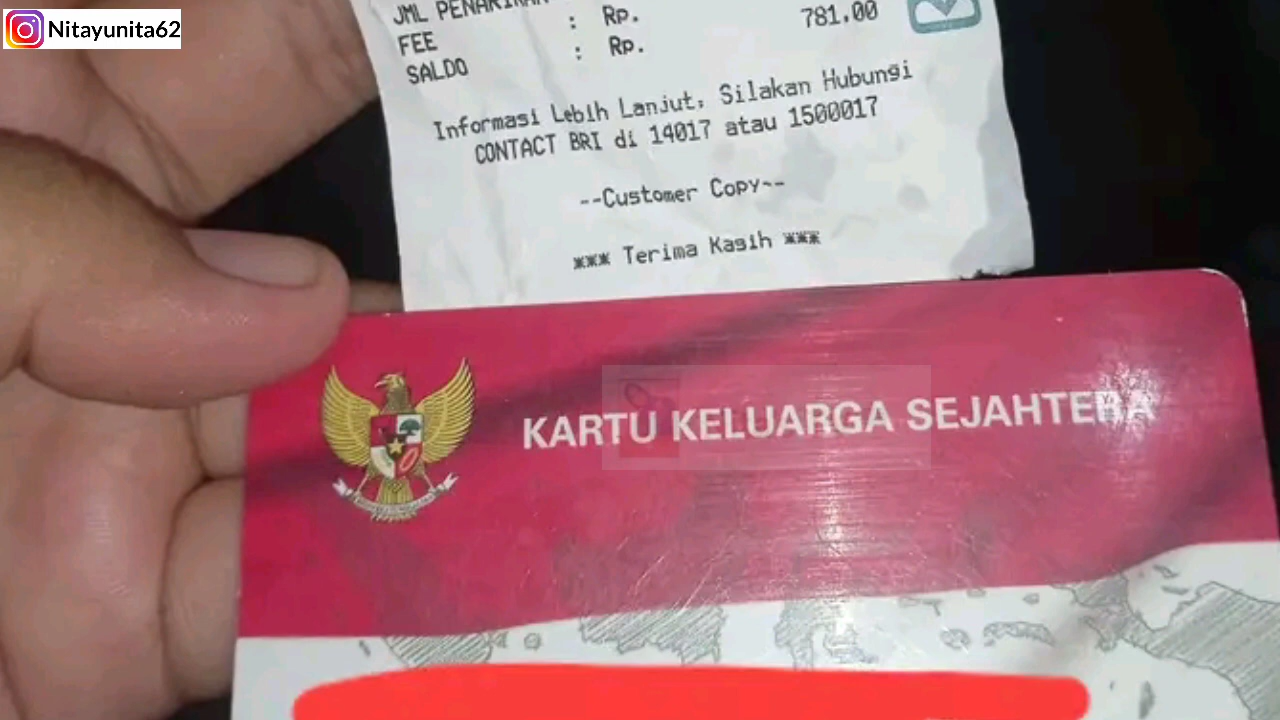 Nitayunita62
JML PENARIKAN : Rp.
FEE : Rp. 781.00
SALDO
Informasi Lebih Lanjut, Silakan Hubungi
CONTACT BRI di 14017 atau 1500017
--Customer Copy--
*** Terima Kasih ***
KARTU KELUARGA SEJAHTERA